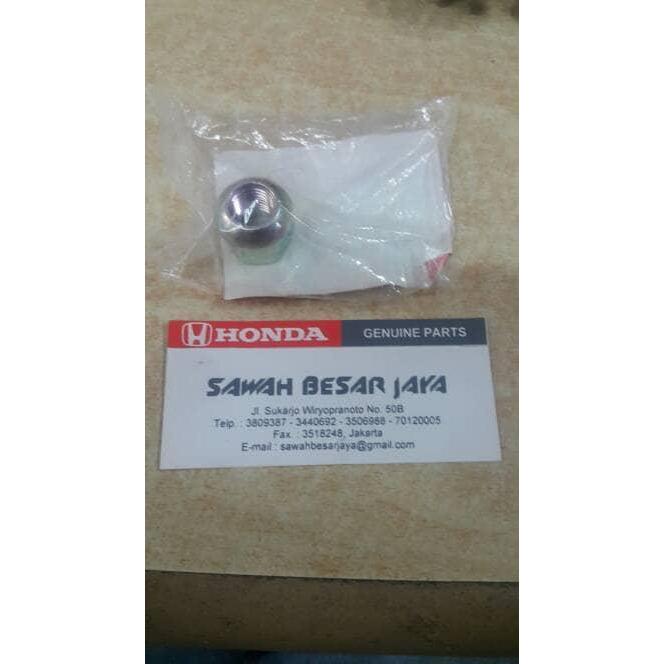 HONDA GENUINE PARTS
SAWAH BESAR JAYA
Jl. Sukarjo Wiryopranoto No. 50B
Telp. : 3809387 - 3440692 - 3506988 - 70120005
Fax. : 3518248, Jakarta
E-mail : sawahbesarjaya@gmail.com